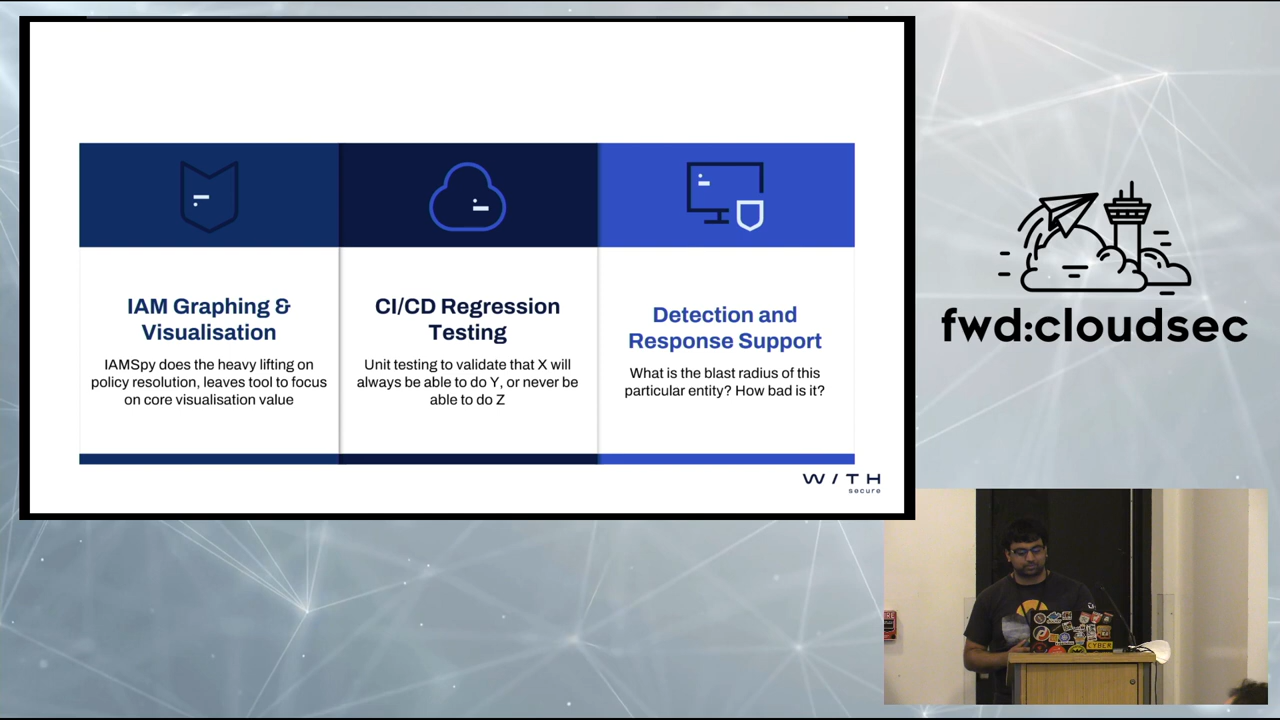 IAM Graphing &
Visualisation
IAMSpy does the heavy lifting on
policy resolution, leaves tool to focus
on core visualisation value
CI/CD Regression
Testing
Unit testing to validate that X will
always be able to do Y, or never be
able to do Z
Detection and
Response Support
What is the blast radius of this
particular entity? How bad is it?
W / T H
secure
fwd:cloudsec
CYBER